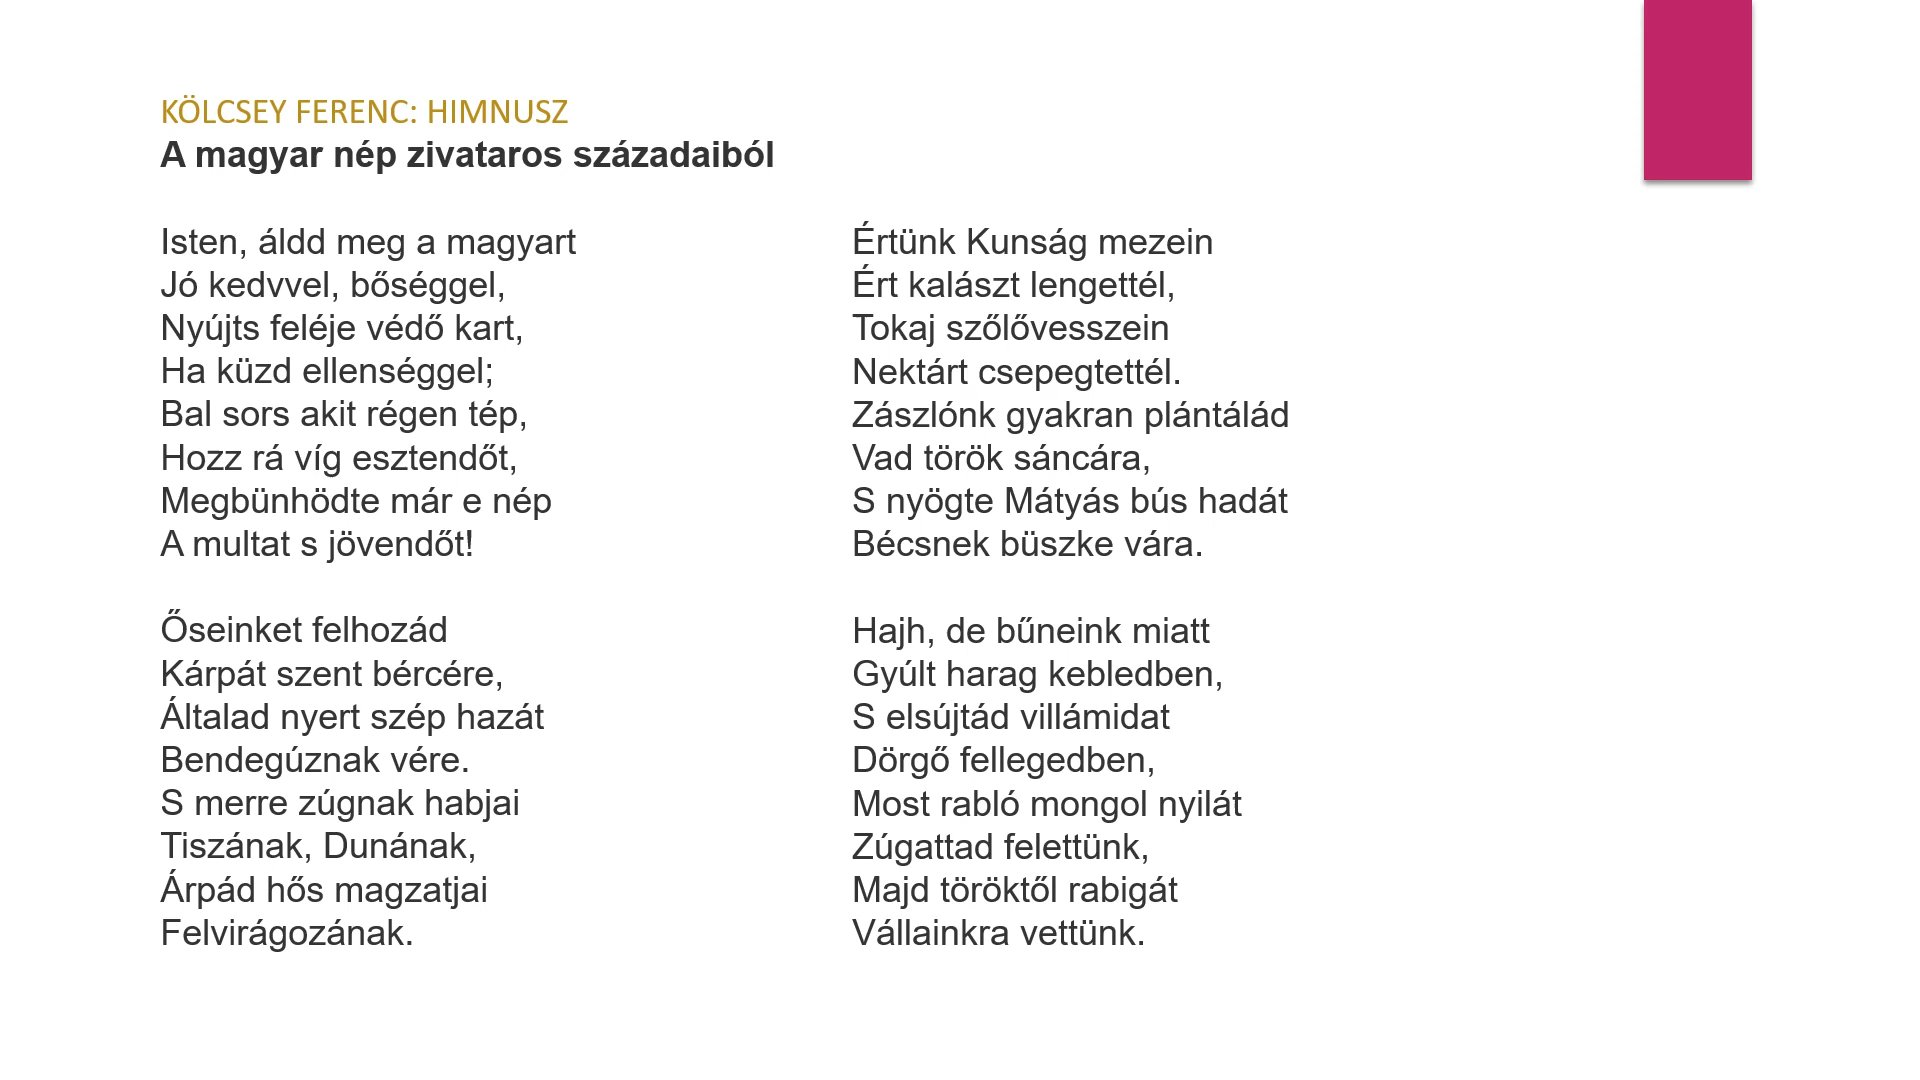 KÖLCSEY FERENC: HIMNUSZ
A magyar nép zivataros századaiból
Isten, áldd meg a magyart
Jó kedvvel, bőséggel,
Nyújts feléje védő kart,
Ha küzd ellenséggel;
Bal sors akit régen tép,
Hozz rá víg esztendőt,
Megbünhödte már e nép
A multat s jövendőt!
Őseinket felhozád
Kárpát szent bércére,
Általad nyert szép hazát
Bendegúznak vére.
S merre zúgnak habjai
Tiszának, Dunának,
Árpád hős magzatjai
Felvirágozának.
Értünk Kunság mezein
Ért kalászt lengettél,
Tokaj szőlővesszein
Nektárt csepegtettél.
Zászlónk gyakran plántálád
Vad török sáncára,
S nyögte Mátyás bús hadát
Bécsnek büszke vára.
Hajh, de bűneink miatt
Gyúlt harag kebledben,
S elsújtád villámidat
Dörgő fellegedben,
Most rabló mongol nyilát
Zúgattad felettünk,
Majd töröktől rabigát
Vállainkra vettünk.